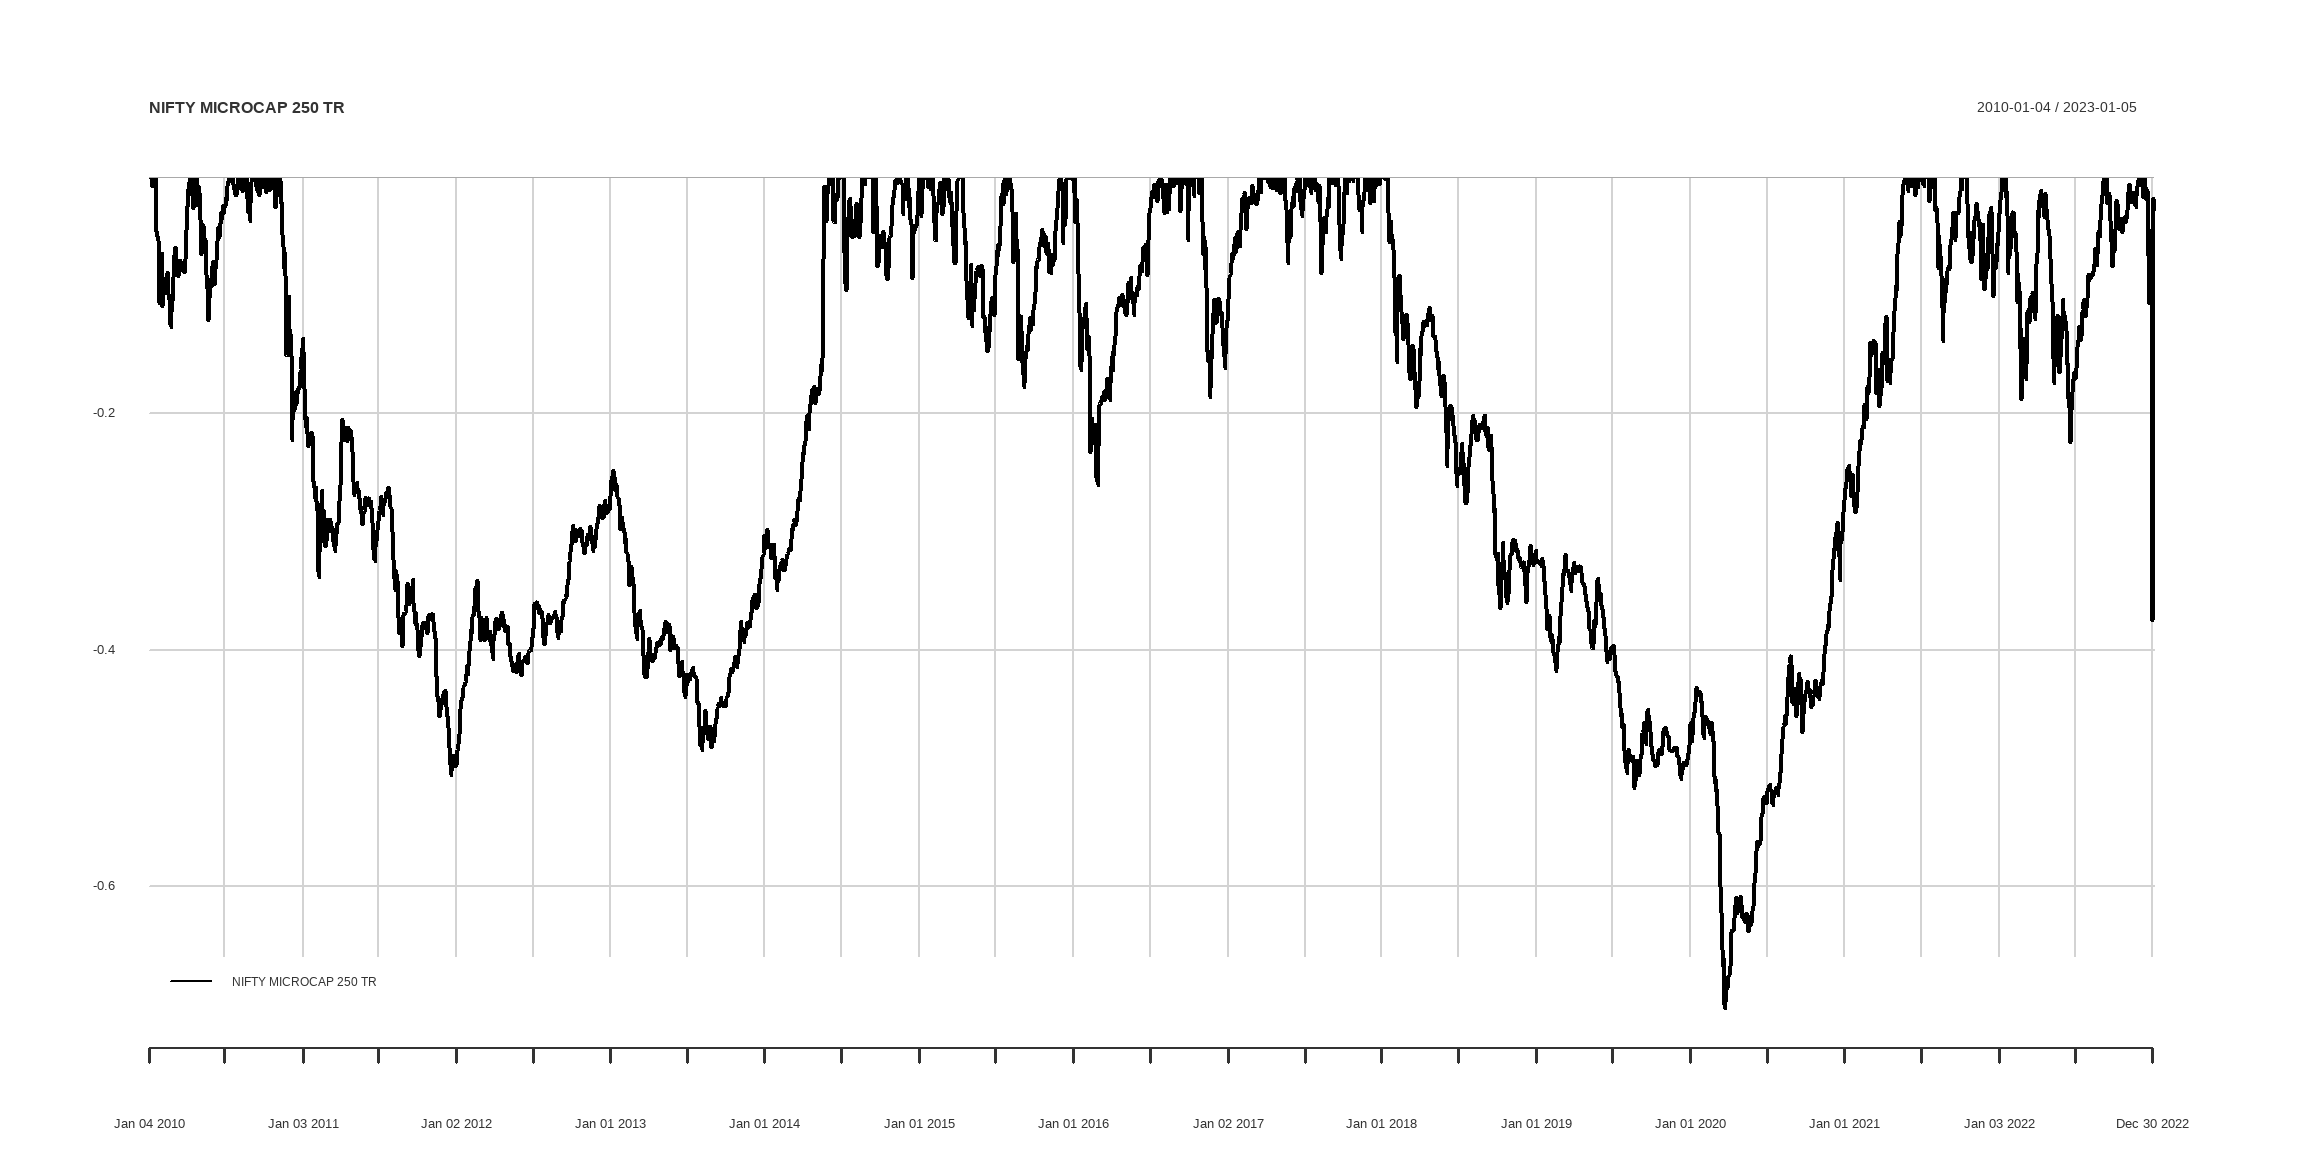 NIFTY MICROCAP 250 TR
2010-01-04 / 2023-01-05
-0.2
-0.4
-0.6
NIFTY MICROCAP 250 TR
Jan 04 2010
Jan 03 2011
Jan 02 2012
Jan 01 2013
Jan 01 2014
Jan 01 2015
Jan 01 2016
Jan 02 2017
Jan 01 2018
Jan 01 2019
Jan 01 2020
Jan 01 2021
Jan 03 2022
Dec 30 2022